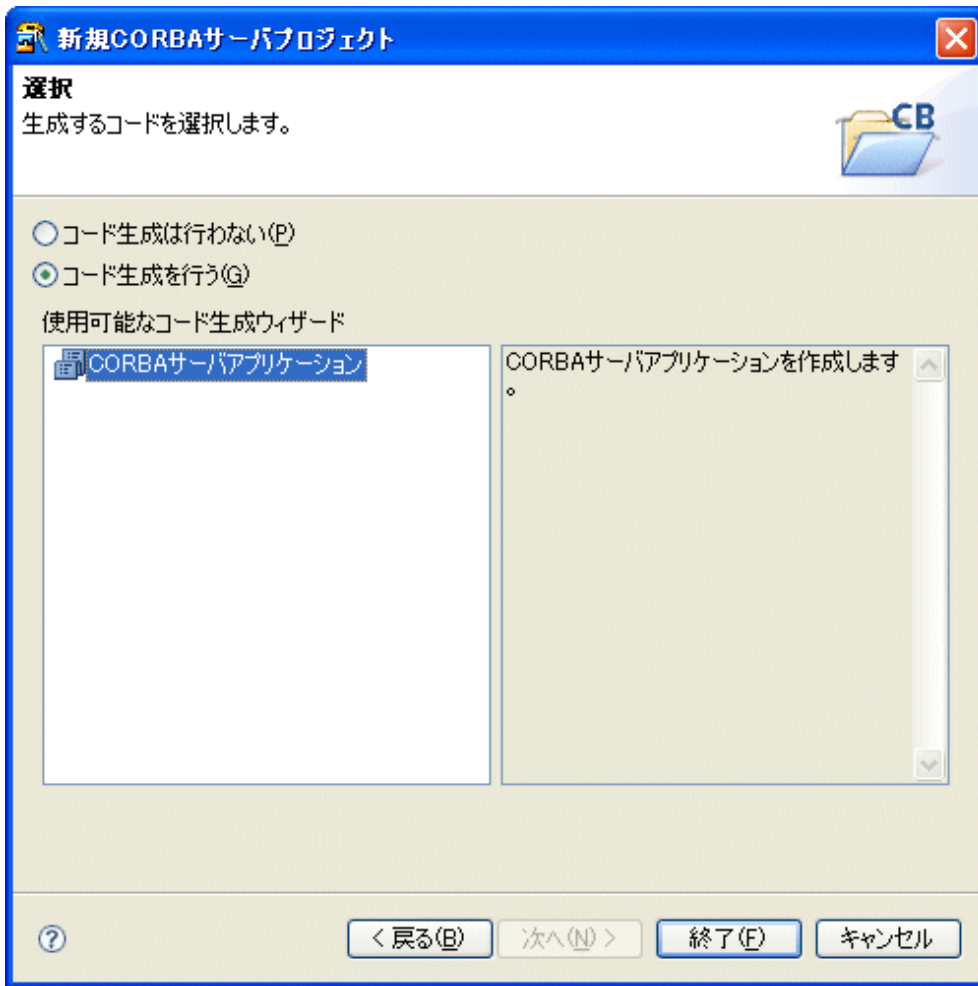 新規CORBAサーバプロジェクト
選択
生成するコードを選択します。
CB
コード生成は行わない(P)
コード生成を行う(G)
使用可能なコード生成ウィザード
CORBAサーバアプリケーション
CORBAサーバアプリケーションを作成します
。
< 戻る(B)
次へ(N) >
終了(F)
キャンセル